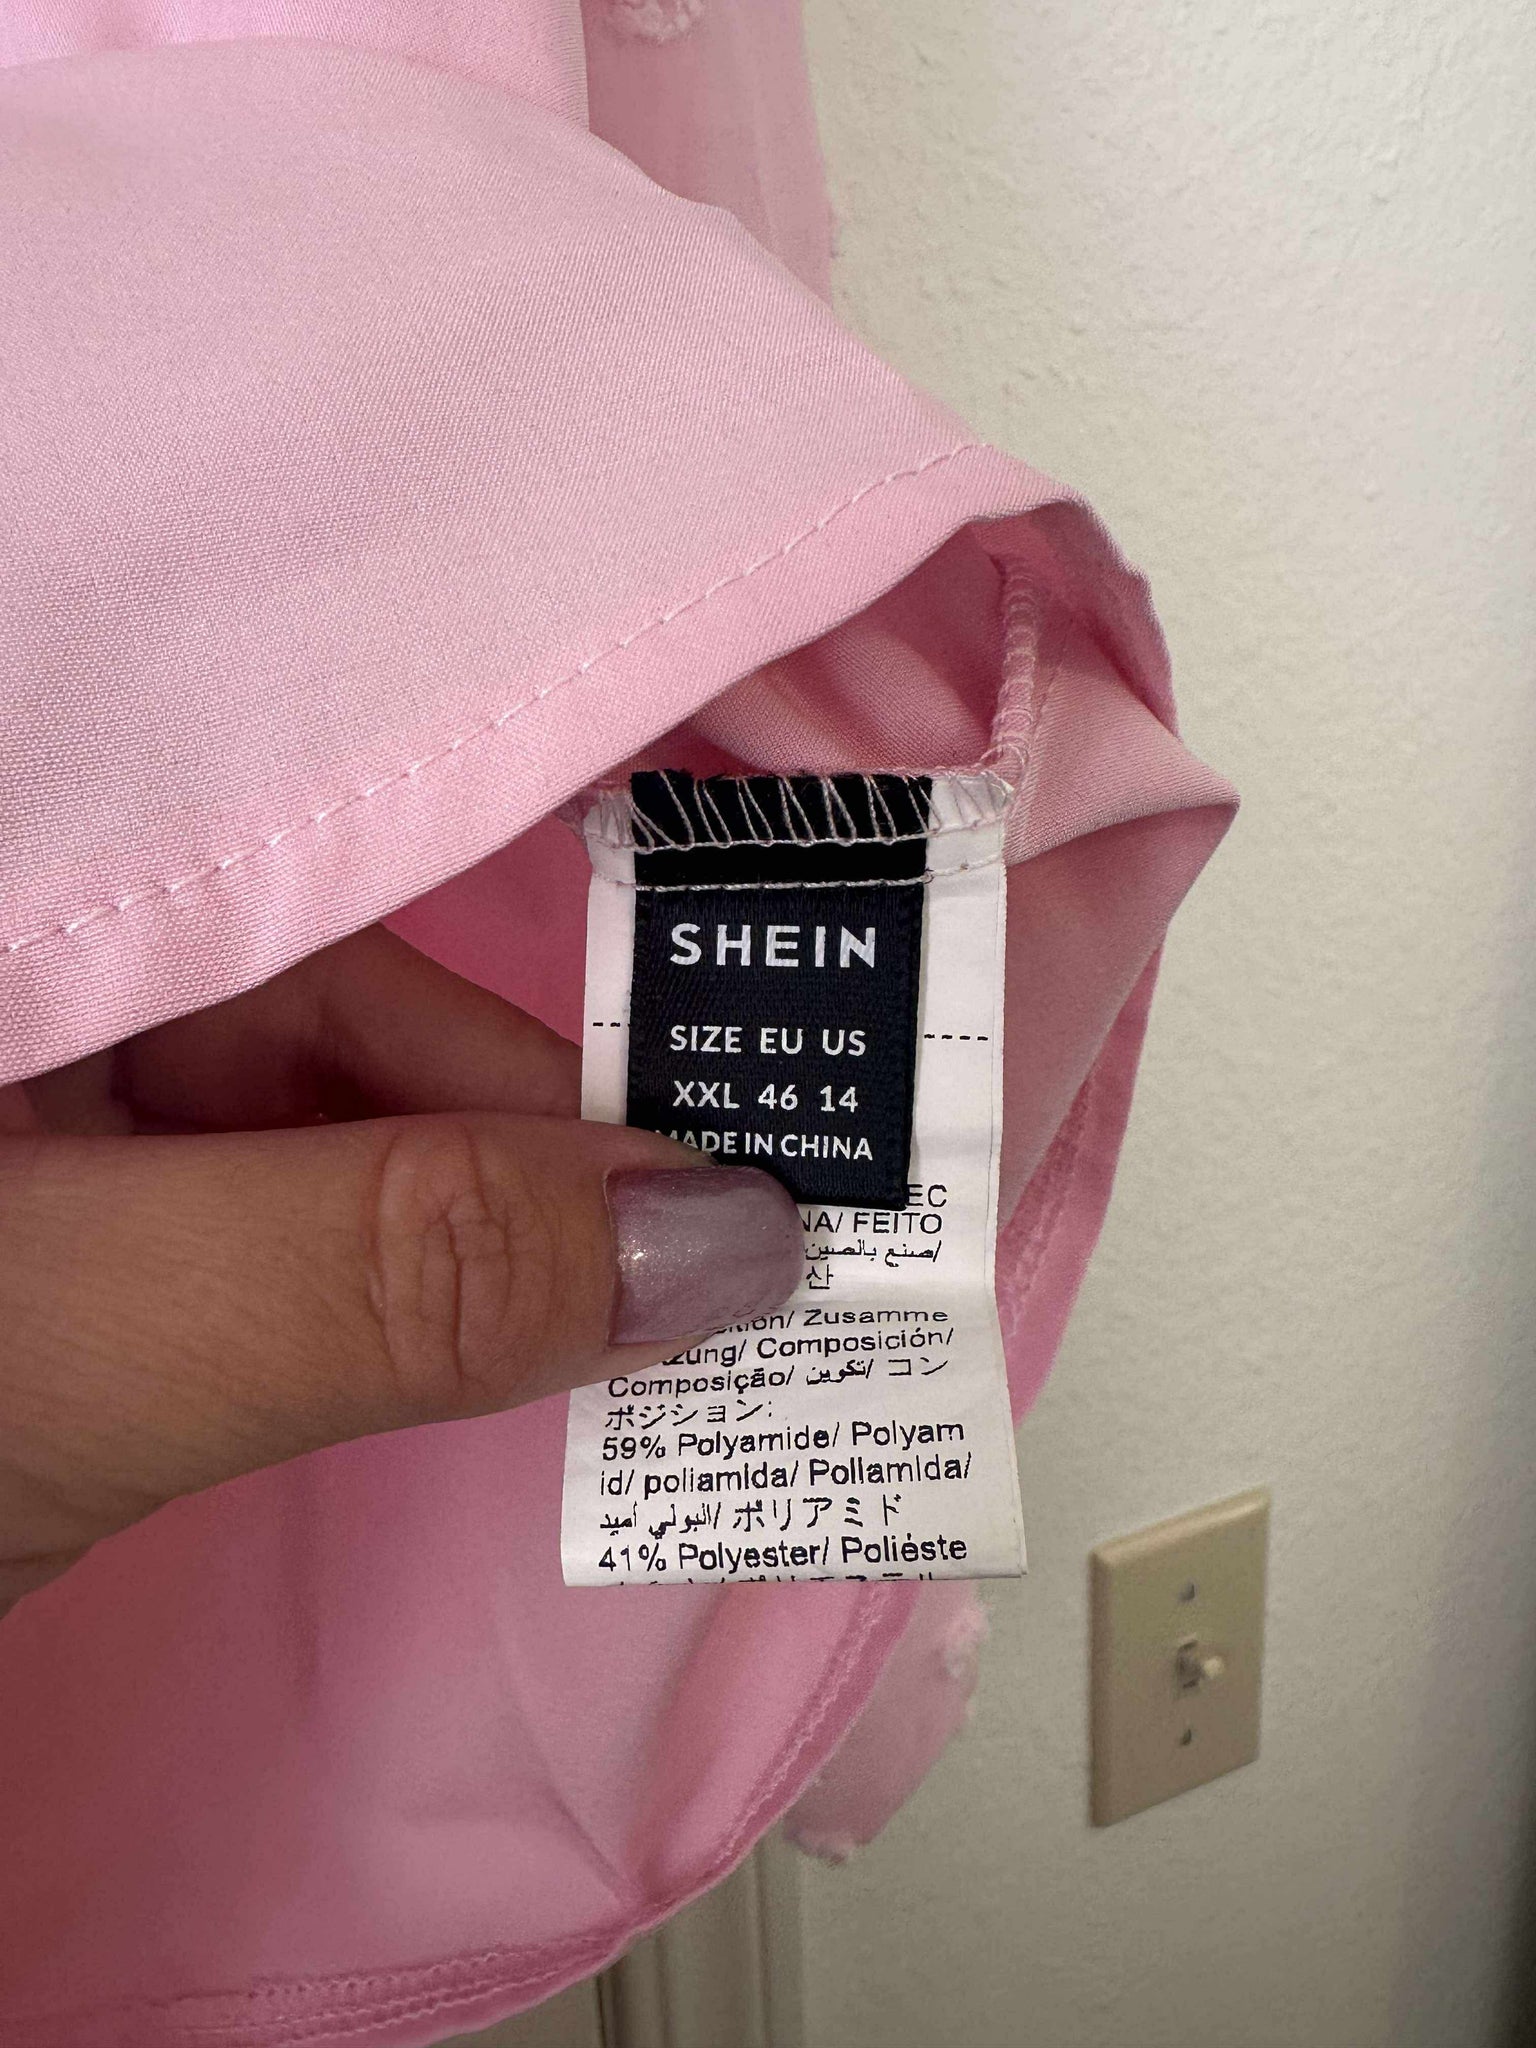 SHEIN
SIZE EU US
XXL 46 14
MADE IN CHINA
EC
NA/ FEITO
صنع بالصين/
산
Zusamme
zung/ Composición/
Composição/ تكوين/ コン
ポジション:
59% Polyamide/ Polyam
id/ poliamida/ Poliamida/
البولي أميد/ ポリアミド
41% Polyester/ Poliéste